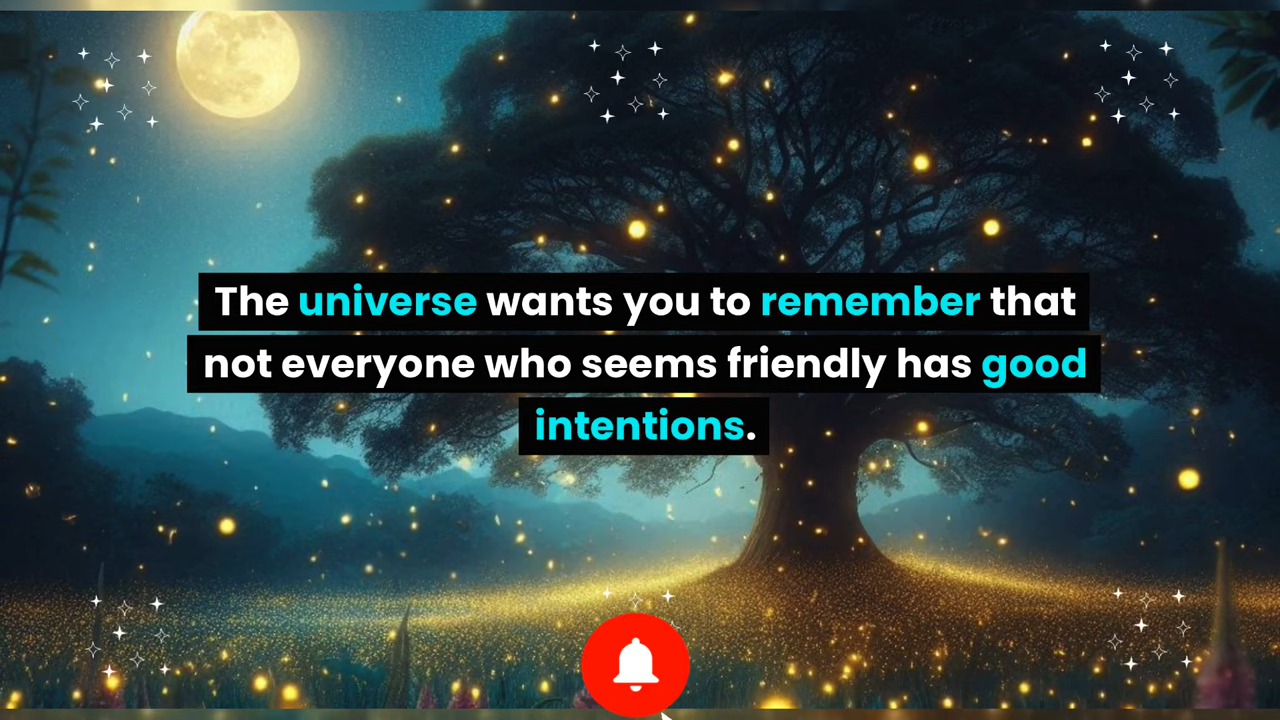 The universe wants you to remember that
not everyone who seems friendly has good
intentions.